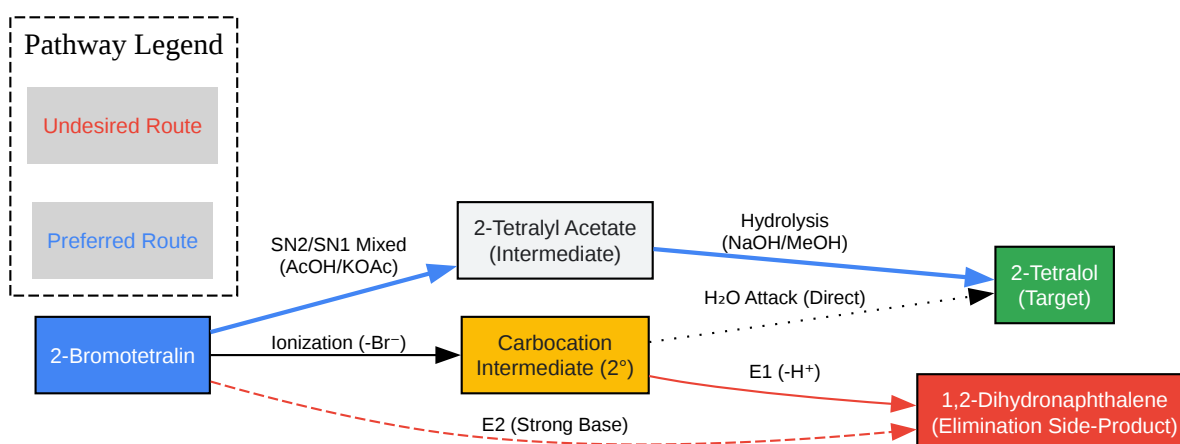 Pathway Legend
Undesired Route
Preferred Route
2-Bromotetralin
SN2/SN1 Mixed
(AcOH/KOAc)
Ionization (-Br⁻)
E2 (Strong Base)
2-Tetralyl Acetate
(Intermediate)
Carbocation
Intermediate (2°)
Hydrolysis
(NaOH/MeOH)
H₂O Attack (Direct)
E1 (-H⁺)
2-Tetralol
(Target)
1,2-Dihydronaphthalene
(Elimination Side-Product)